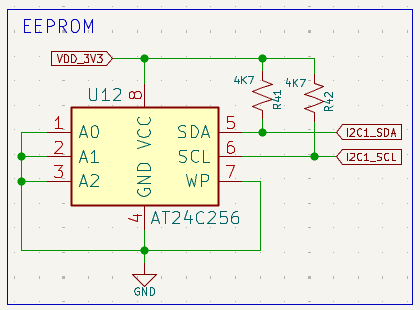 EEPROM
VDD_3V3
4K7
R41
4K7
R42
U12
8
1 A0 VCC SDA 5 I2C1_SDA
2 A1 SCL 6 I2C1_SCL
3 A2 GND WP 7
4 AT24C256
GND